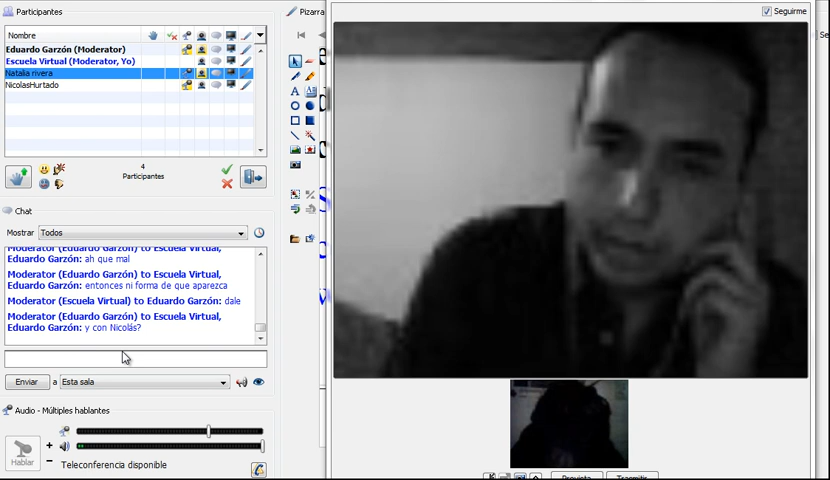 Participantes
Pizarra
Seguirme
Nombre
Eduardo Garzón (Moderator)
Escuela Virtual (Moderator, Yo)
Natalia rivera
NicolasHurtado
4
Participantes
Chat
Mostrar Todos
Moderator (Eduardo Garzón) to Escuela Virtual,
Eduardo Garzón: ah que mal
Moderator (Eduardo Garzón) to Escuela Virtual,
Eduardo Garzón: entonces ni forma de que aparezca
Moderator (Escuela Virtual) to Eduardo Garzón: dale
Moderator (Eduardo Garzón) to Escuela Virtual,
Eduardo Garzón: y con Nicolás?
Enviar a Esta sala
Audio - Múltiples hablantes
Hablar
Teleconferencia disponible